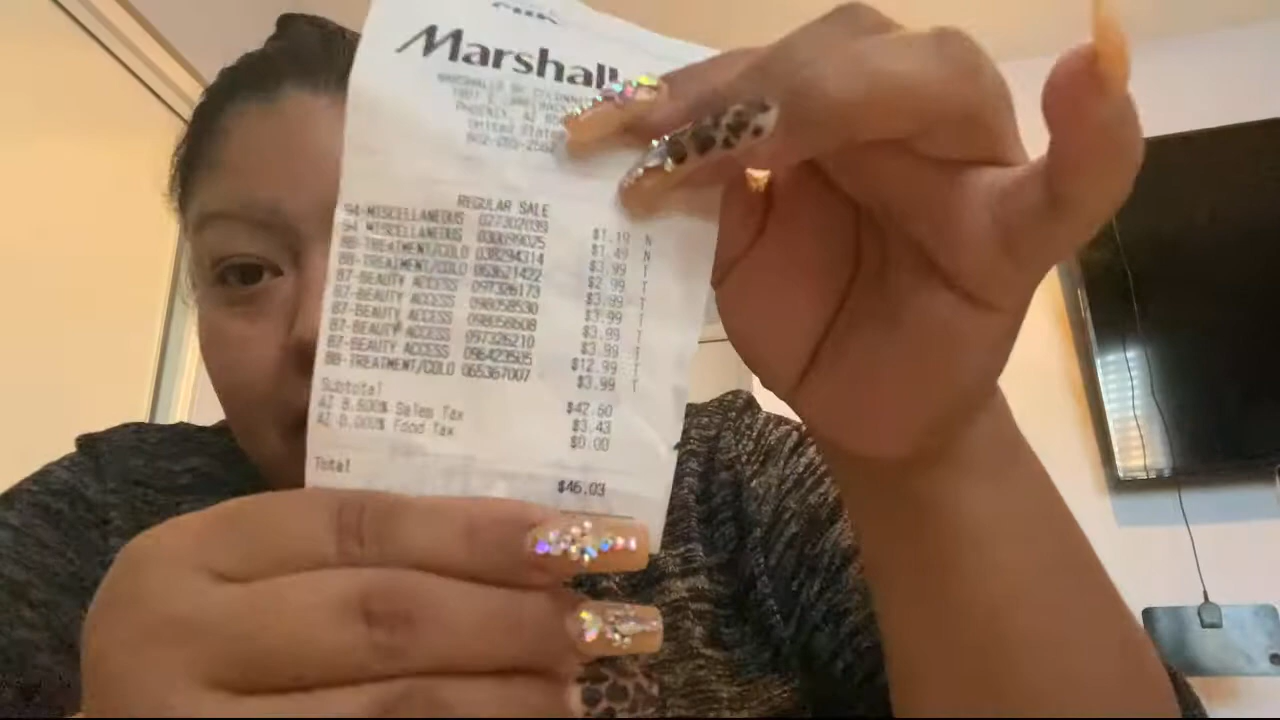 Marshalls
REGULAR SALE
94-MISCELLANEOUS 027302039 $1.19 N
94-MISCELLANEOUS 030099025 $1.49 N
88-TREATMENT/COLO 038294314 $3.99 T
88-TREATMENT/COLO 063621422 $2.99 T
87-BEAUTY ACCESS 097326173 $3.99 T
87-BEAUTY ACCESS 098058530 $3.99 T
87-BEAUTY ACCESS 098058608 $3.99 T
87-BEAUTY ACCESS 097326210 $3.99 T
87-BEAUTY ACCESS 096423505 $12.99 T
88-TREATMENT/COLO 065367007 $3.99 T
Subtotal $42.60
AZ 8.600% Sales Tax $3.43
AZ 0.000% Food Tax $0.00
Total $46.03